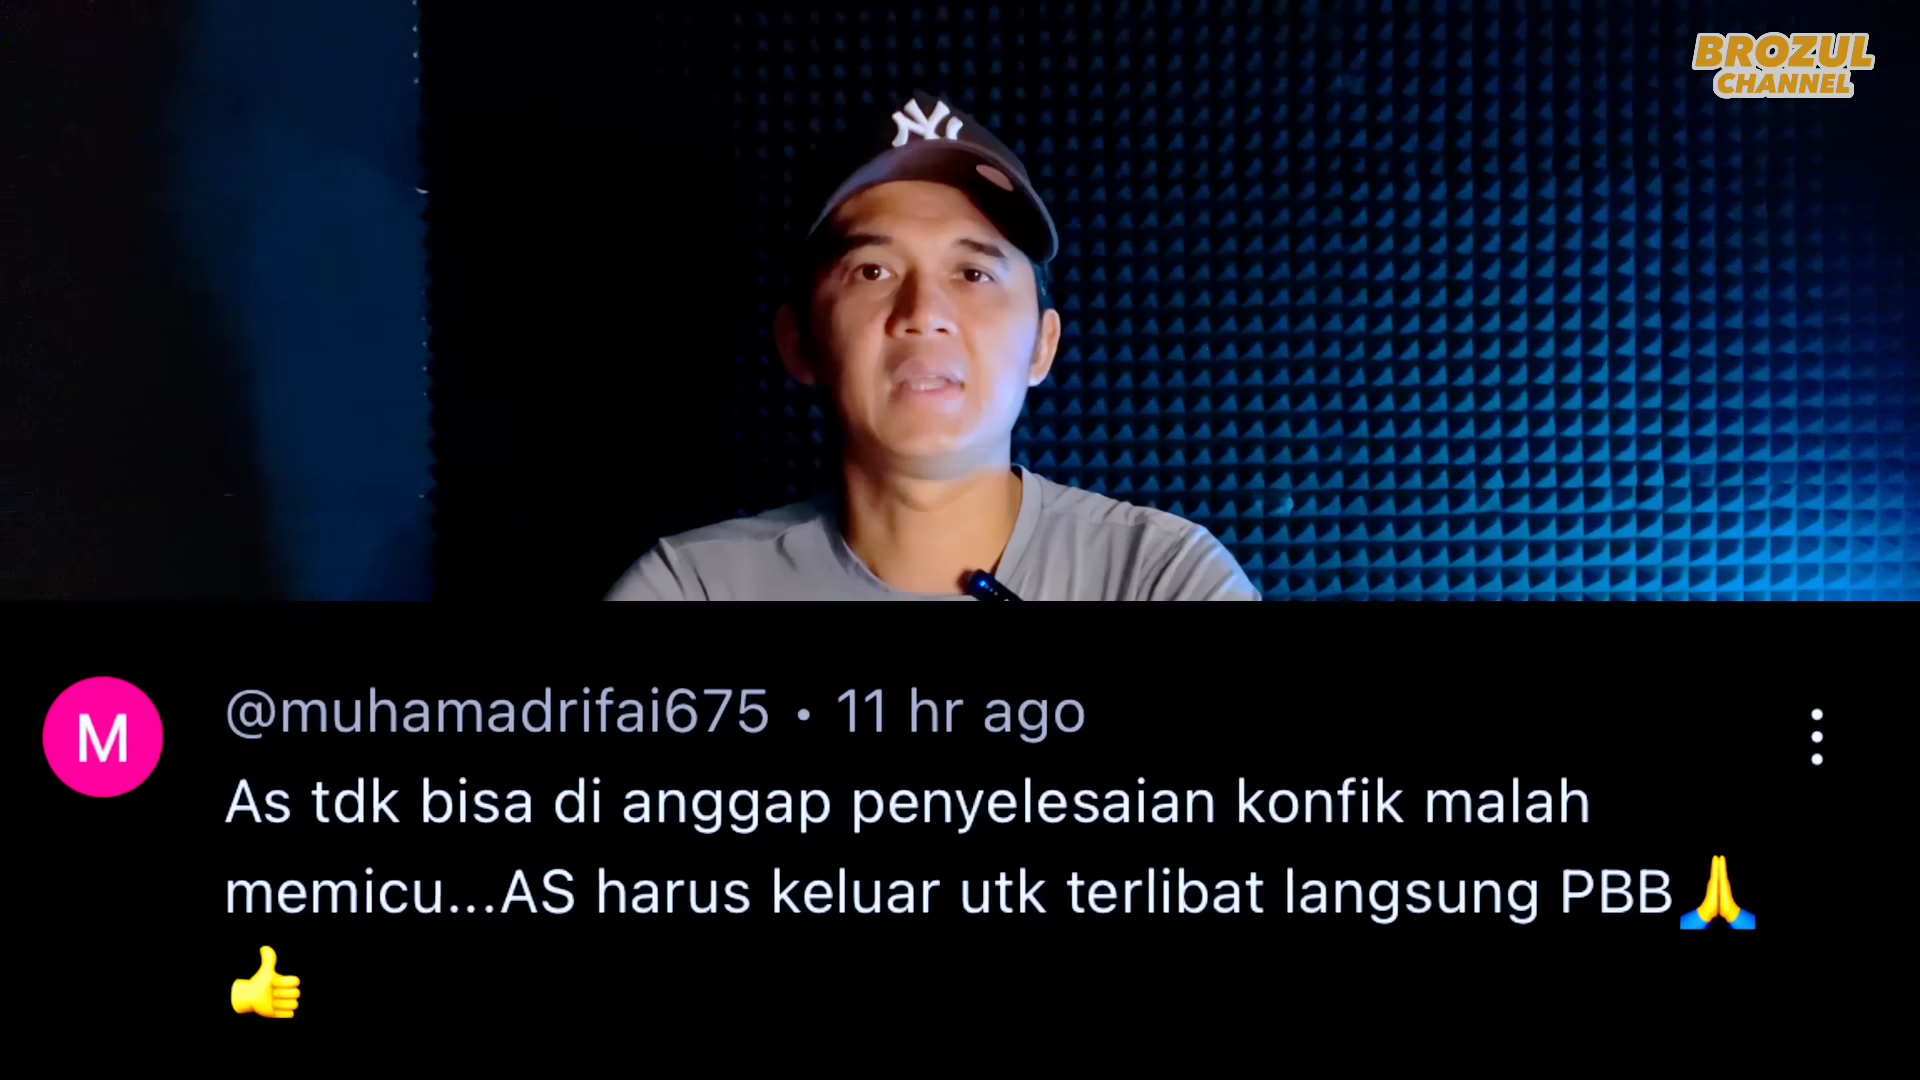 NY
BROZUL
CHANNEL
M
@muhamadrifai675 • 11 hr ago
As tdk bisa di anggap penyelesaian konfik malah
memicu...AS harus keluar utk terlibat langsung PBB🙏
👍